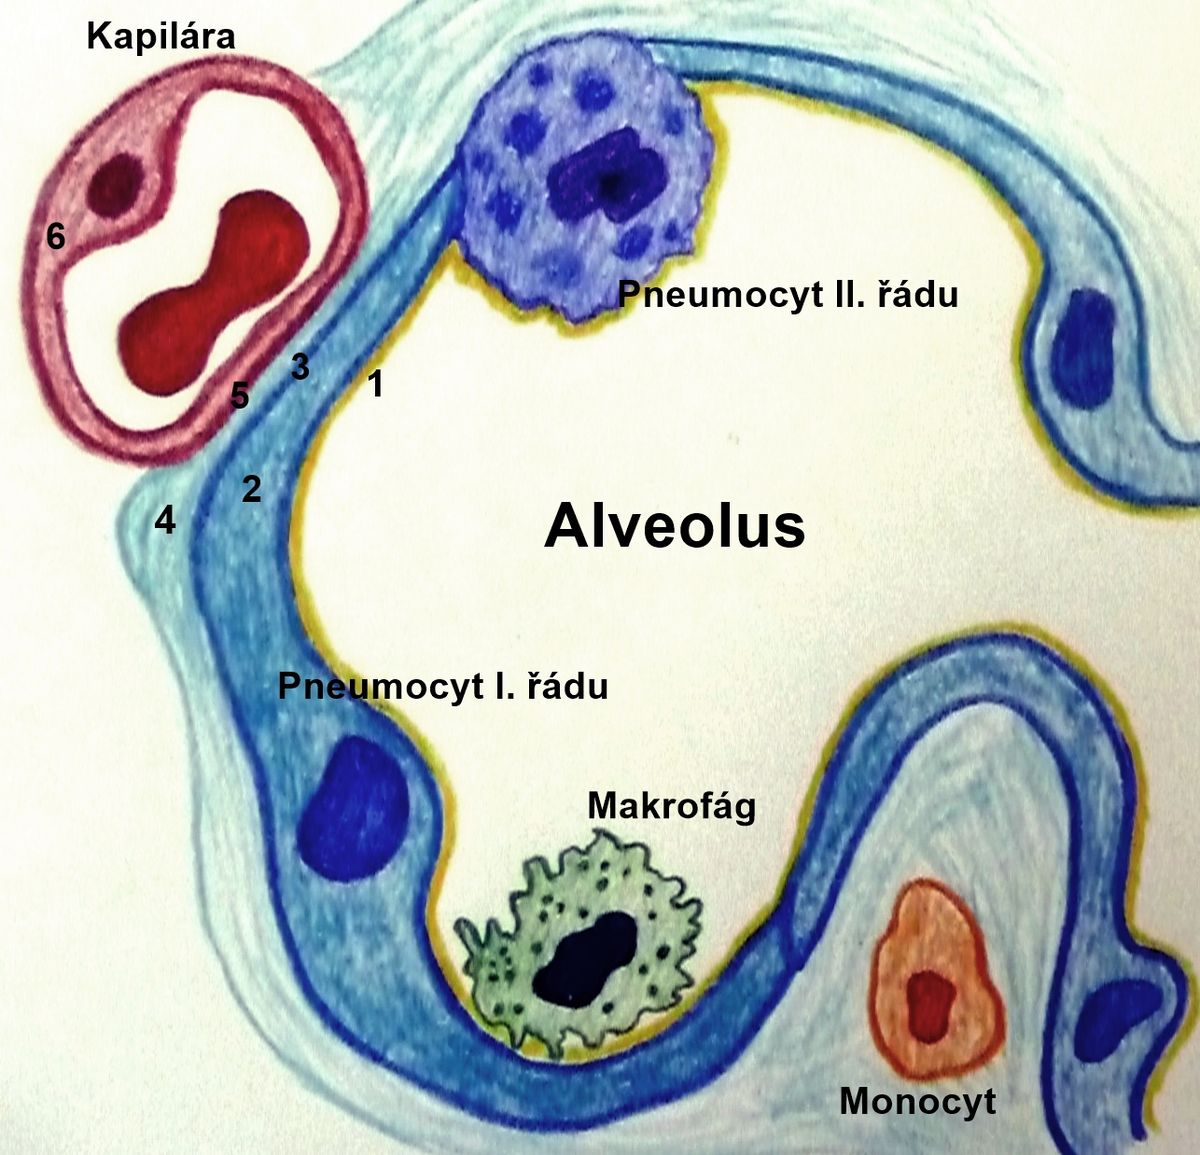 Kapilára
6
Pneumocyt II. řádu
3
1
5
2
4
Alveolus
Pneumocyt I. řádu
Makrofág
Monocyt